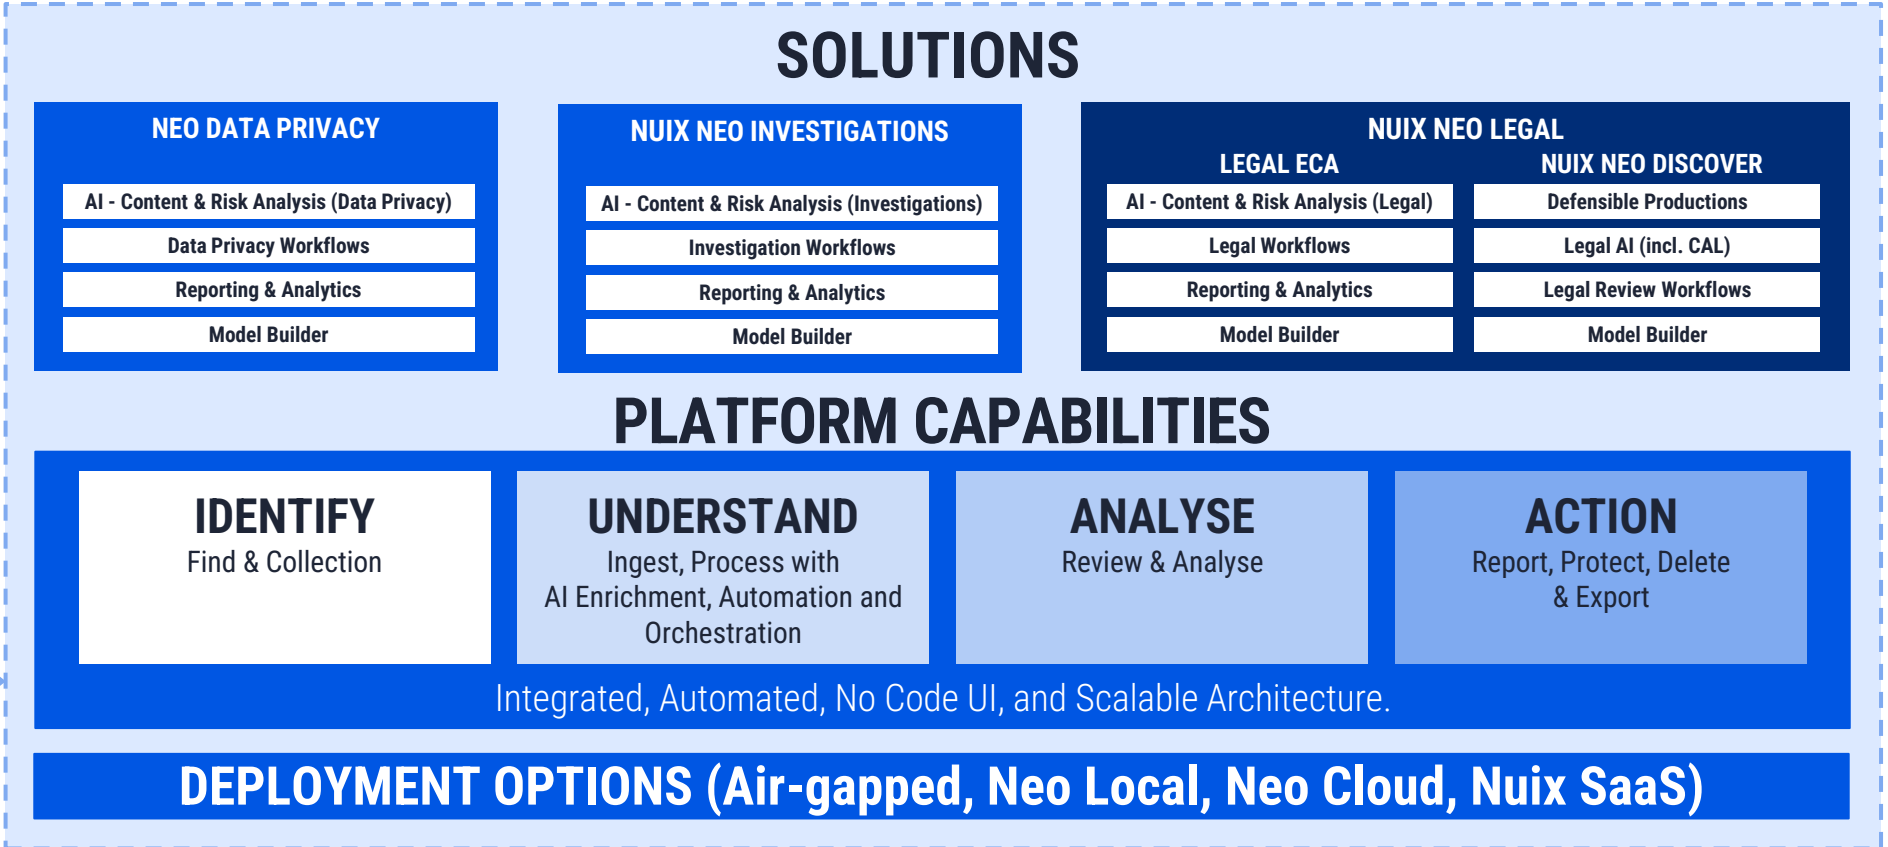 SOLUTIONS
NEO DATA PRIVACY
AI - Content & Risk Analysis (Data Privacy)
Data Privacy Workflows
Reporting & Analytics
Model Builder
NUIX NEO INVESTIGATIONS
AI - Content & Risk Analysis (Investigations)
Investigation Workflows
Reporting & Analytics
Model Builder
NUIX NEO LEGAL
LEGAL ECA
AI - Content & Risk Analysis (Legal)
Legal Workflows
Reporting & Analytics
Model Builder
NUIX NEO DISCOVER
Defensible Productions
Legal AI (incl. CAL)
Legal Review Workflows
Model Builder
PLATFORM CAPABILITIES
IDENTIFY
Find & Collection
UNDERSTAND
Ingest, Process with
AI Enrichment, Automation and
Orchestration
ANALYSE
Review & Analyse
ACTION
Report, Protect, Delete
& Export
Integrated, Automated, No Code UI, and Scalable Architecture.
DEPLOYMENT OPTIONS (Air-gapped, Neo Local, Neo Cloud, Nuix SaaS)